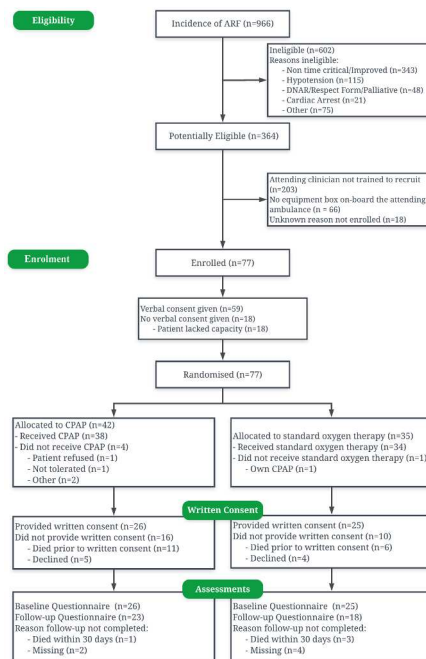 Eligibility
Incidence of ARF (n=966)
Ineligible (n=602)
Reasons ineligible:
- Non time critical/Improved (n=343)
- Hypotension (n=115)
- DNAR/Respect Form/Palliative (n=48)
- Cardiac Arrest (n=21)
- Other (n=75)
Potentially Eligible (n=364)
Attending clinician not trained to recruit
(n=203)
No equipment box on-board the attending
ambulance (n = 66)
Unknown reason not enrolled (n=18)
Enrolment
Enrolled (n=77)
Verbal consent given (n=59)
No verbal consent given (n=18)
- Patient lacked capacity (n=18)
Randomised (n=77)
Allocated to CPAP (n=42)
- Received CPAP (n=38)
- Did not receive CPAP (n=4)
- Patient refused (n=1)
- Not tolerated (n=1)
- Other (n=2)
Allocated to standard oxygen therapy (n=35)
- Received standard oxygen therapy (n=34)
- Did not receive standard oxygen therapy (n=1)
- Own CPAP (n=1)
Written Consent
Provided written consent (n=26)
Did not provide written consent (n=16)
- Died prior to written consent (n=11)
- Declined (n=5)
Provided written consent (n=25)
Did not provide written consent (n=10)
- Died prior to written consent (n=6)
- Declined (n=4)
Assessments
Baseline Questionnaire (n=26)
Follow-up Questionnaire (n=23)
Reason follow-up not completed:
- Died within 30 days (n=1)
- Missing (n=2)
Baseline Questionnaire (n=25)
Follow-up Questionnaire (n=18)
Reason follow-up not completed:
- Died within 30 days (n=3)
- Missing (n=4)